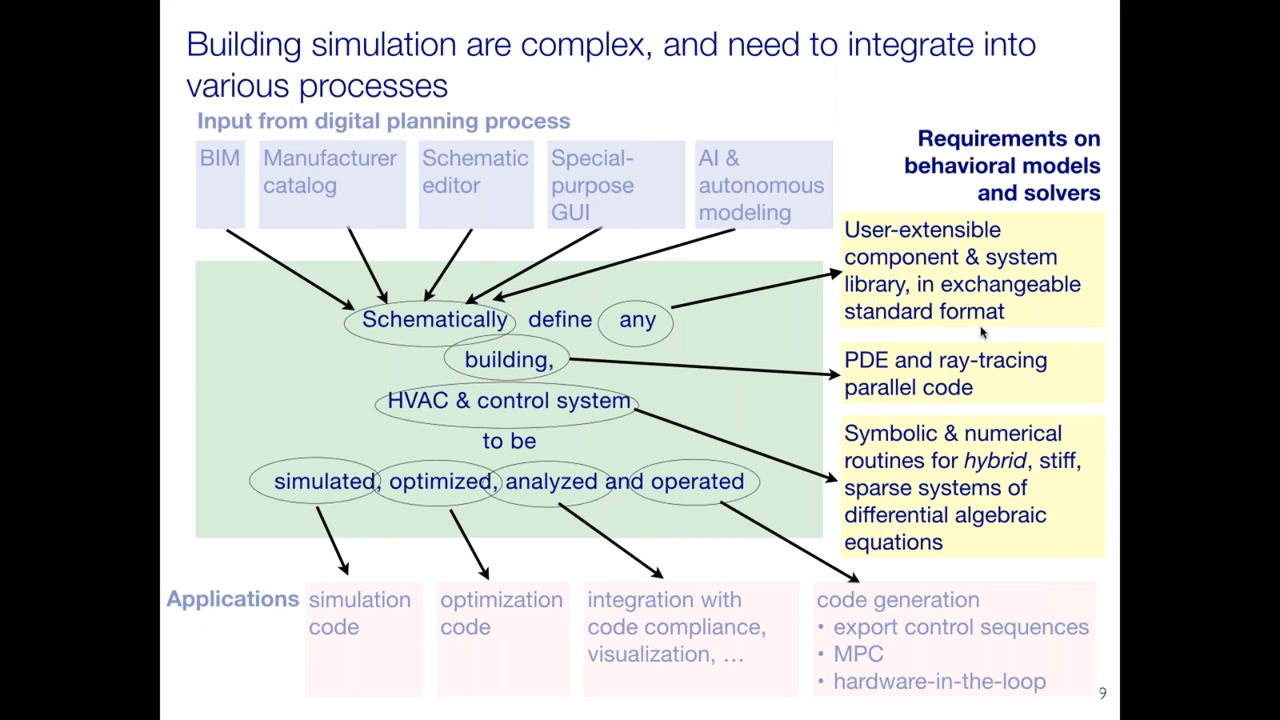 Building simulation are complex, and need to integrate into
various processes
Input from digital planning process
BIM
Manufacturer
catalog
Schematic
editor
Special-
purpose
GUI
AI &
autonomous
modeling
Requirements on
behavioral models
and solvers
User-extensible
component & system
library, in exchangeable
standard format
PDE and ray-tracing
parallel code
Symbolic & numerical
routines for hybrid, stiff,
sparse systems of
differential algebraic
equations
Schematically define any
building,
HVAC & control system
to be
simulated, optimized, analyzed and operated
Applications
simulation
code
optimization
code
integration with
code compliance,
visualization, …
code generation
• export control sequences
• MPC
• hardware-in-the-loop
9